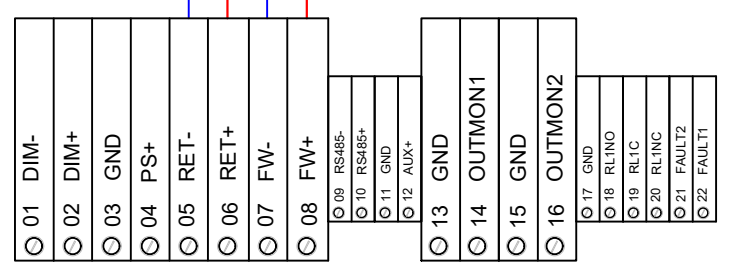 01 DIM-
02 DIM+
03 GND
04 PS+
05 RET-
06 RET+
07 FW-
08 FW+
09 RS485-
10 RS485+
11 GND
12 AUX+
13 GND
14 OUTMON1
15 GND
16 OUTMON2
17 GND
18 RL1NO
19 RL1C
20 RL1NC
21 FAULT2
22 FAULT1